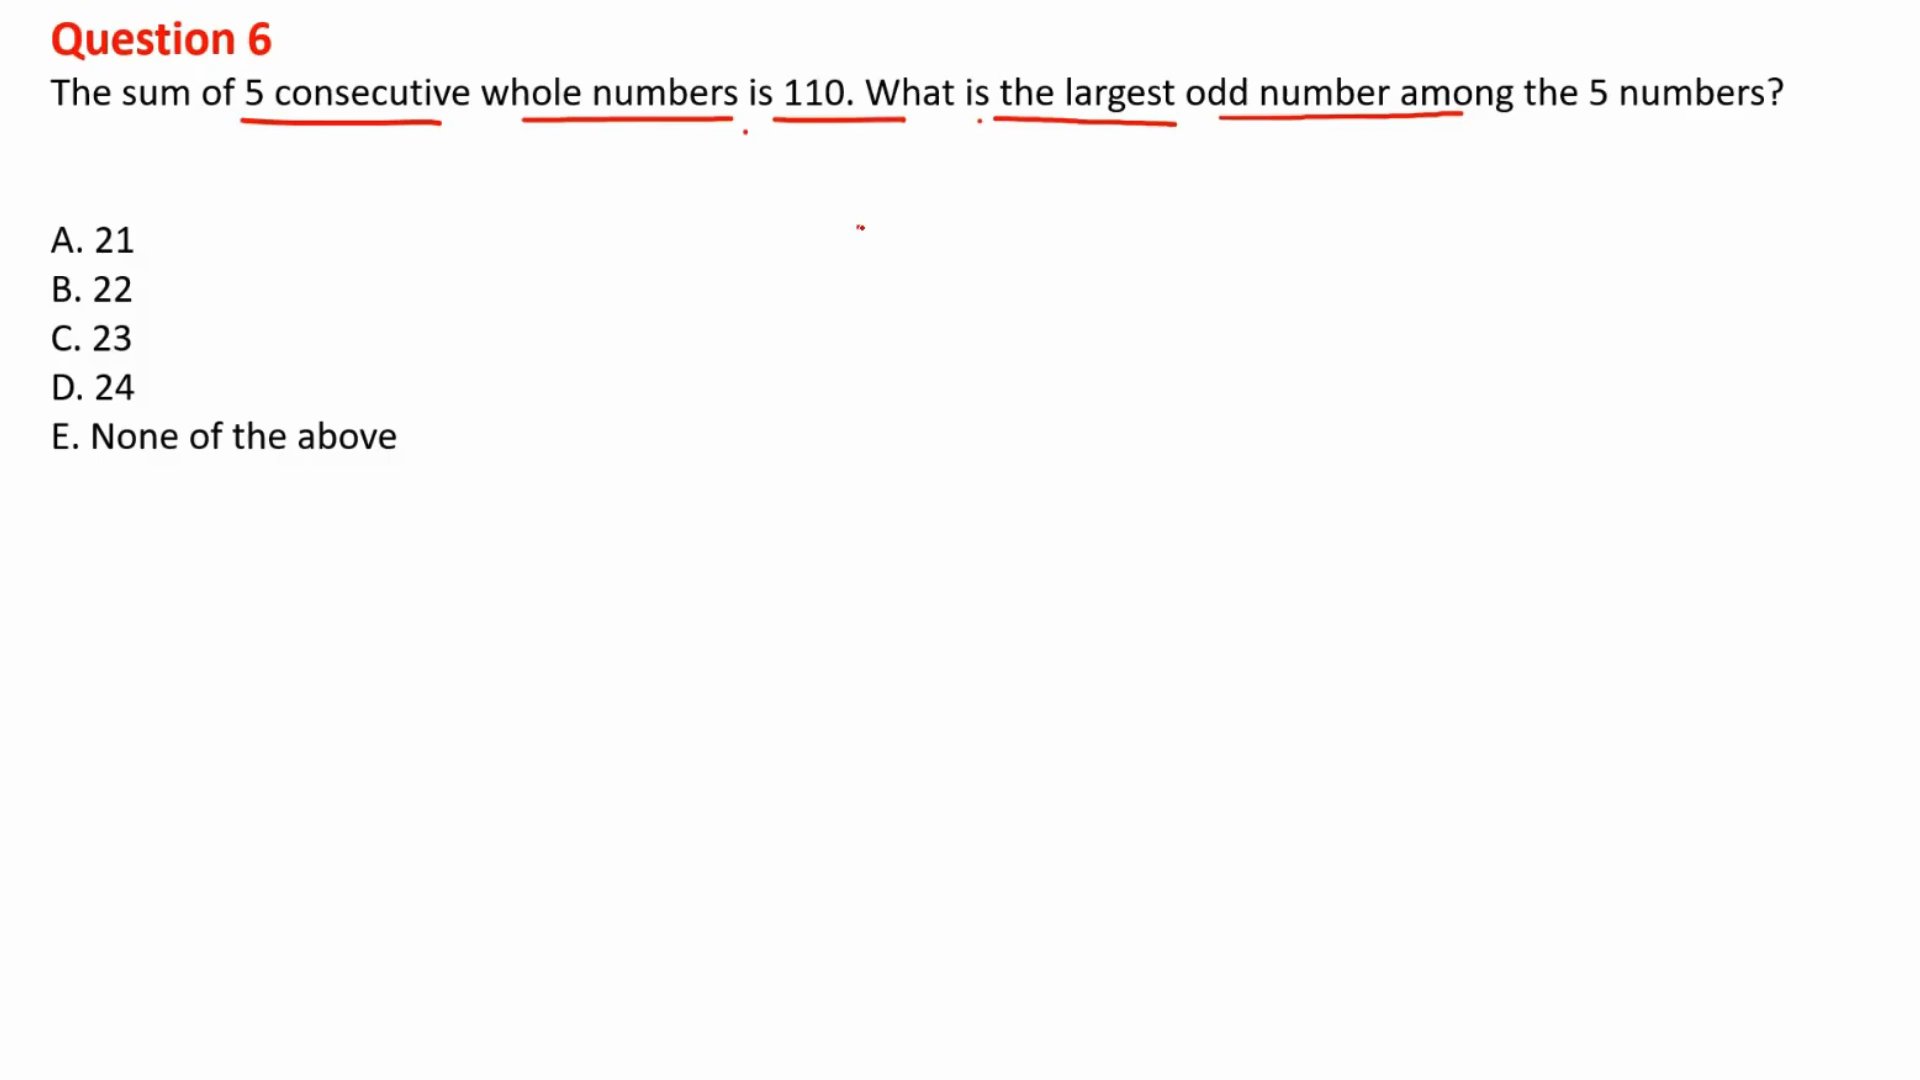 Question 6
The sum of 5 consecutive whole numbers is 110. What is the largest odd number among the 5 numbers?
A. 21
B. 22
C. 23
D. 24
E. None of the above